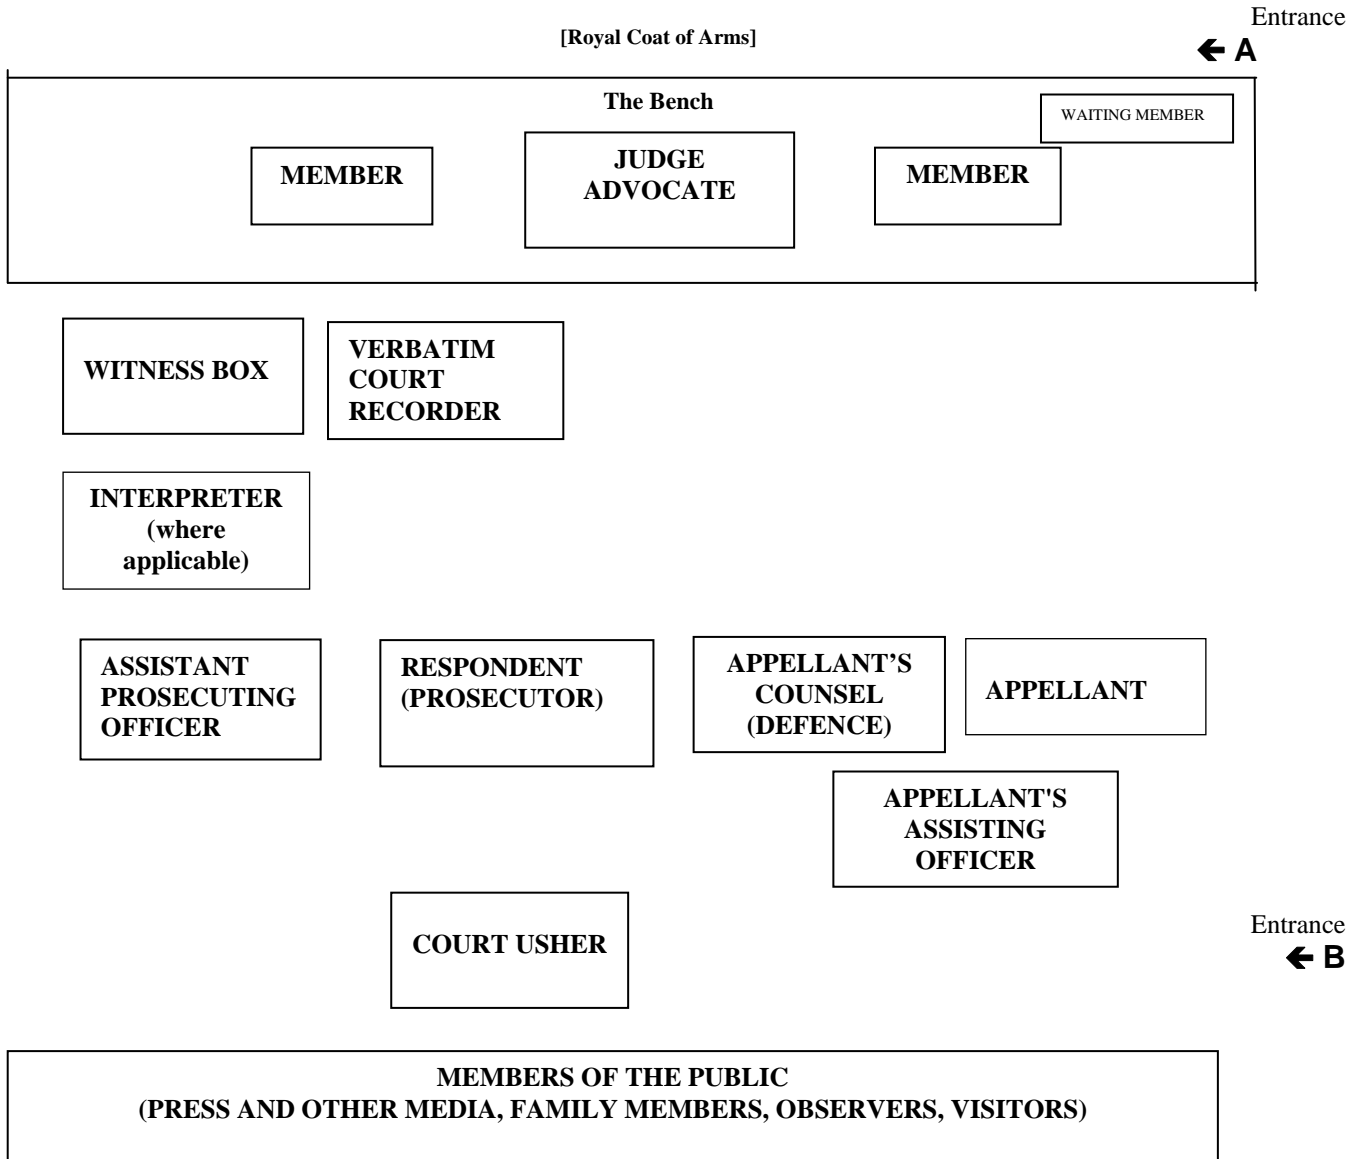 Entrance
[Royal Coat of Arms]
← A
The Bench
WAITING MEMBER
MEMBER
JUDGE
ADVOCATE
MEMBER
WITNESS BOX
VERBATIM
COURT
RECORDER
INTERPRETER
(where
applicable)
ASSISTANT
PROSECUTING
OFFICER
RESPONDENT
(PROSECUTOR)
APPELLANT’S
COUNSEL
(DEFENCE)
APPELLANT
APPELLANT'S
ASSISTING
OFFICER
COURT USHER
Entrance
← B
MEMBERS OF THE PUBLIC
(PRESS AND OTHER MEDIA, FAMILY MEMBERS, OBSERVERS, VISITORS)